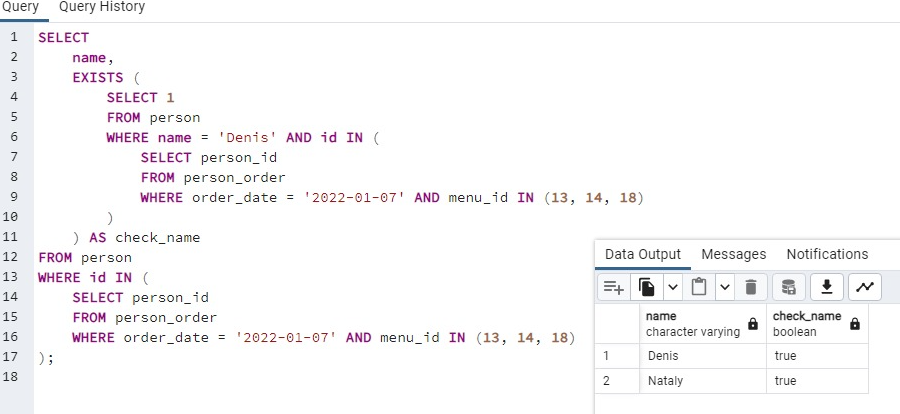 Query Query History
1 SELECT
2 name,
3 EXISTS (
4 SELECT 1
5 FROM person
6 WHERE name = 'Denis' AND id IN (
7 SELECT person_id
8 FROM person_order
9 WHERE order_date = '2022-01-07' AND menu_id IN (13, 14, 18)
10 )
11 ) AS check_name
12 FROM person
13 WHERE id IN (
14 SELECT person_id
15 FROM person_order
16 WHERE order_date = '2022-01-07' AND menu_id IN (13, 14, 18)
17 );
18
Data Output Messages Notifications
name check_name
character varying boolean
1 Denis true
2 Nataly true